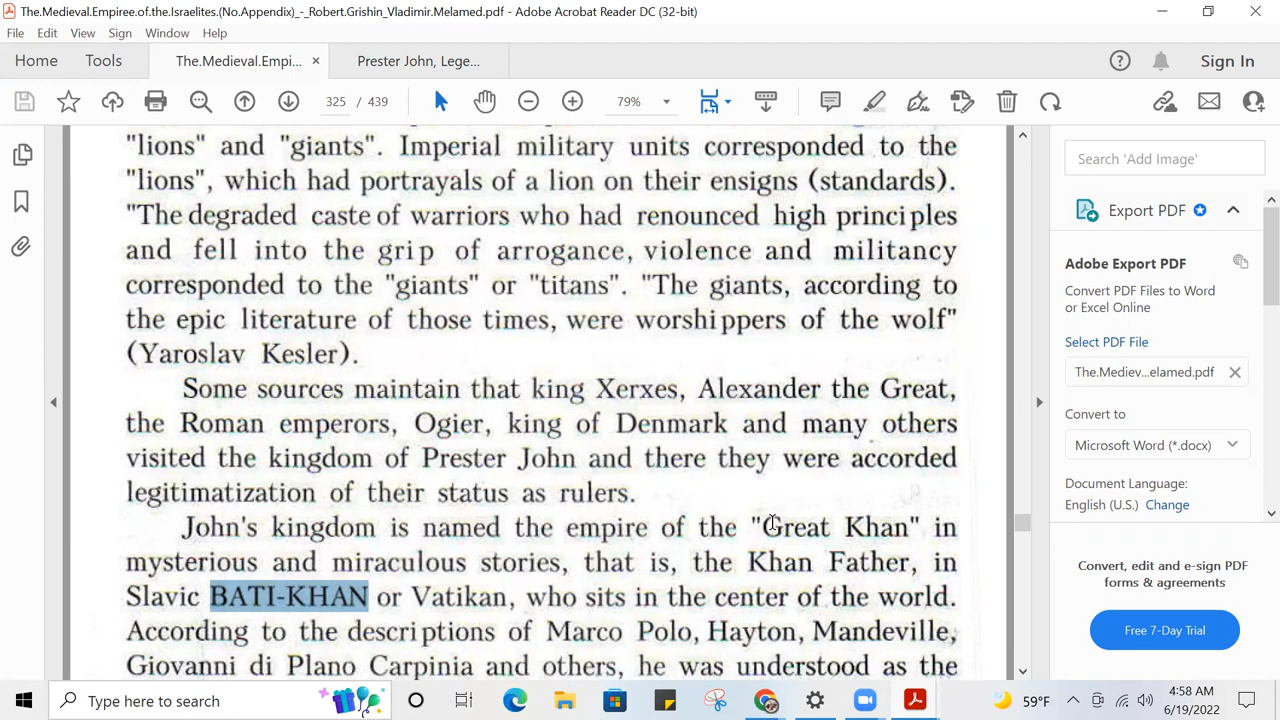 The.Medieval.Empiree.of.the.Israelites.(No.Appendix)_-_Robert.Grishin_Vladimir.Melamed.pdf - Adobe Acrobat Reader DC (32-bit)
File Edit View Sign Window Help
Home Tools The.Medieval.Empi... × Prester John, Lege... Sign In
325 / 439 79%
"lions" and "giants". Imperial military units corresponded to the
"lions", which had portrayals of a lion on their ensigns (standards).
"The degraded caste of warriors who had renounced high principles
and fell into the grip of arrogance, violence and militancy
corresponded to the "giants" or "titans". "The giants, according to
the epic literature of those times, were worshippers of the wolf"
(Yaroslav Kesler).
Some sources maintain that king Xerxes, Alexander the Great,
the Roman emperors, Ogier, king of Denmark and many others
visited the kingdom of Prester John and there they were accorded
legitimatization of their status as rulers.
John's kingdom is named the empire of the "Great Khan" in
mysterious and miraculous stories, that is, the Khan Father, in
Slavic BATI-KHAN or Vatikan, who sits in the center of the world.
According to the descriptions of Marco Polo, Hayton, Mandeville,
Giovanni di Plano Carpinia and others, he was understood as the
Search 'Add Image'
Export PDF
Adobe Export PDF
Convert PDF Files to Word
or Excel Online
Select PDF File
The.Mediev...elamed.pdf
Convert to
Microsoft Word (*.docx)
Document Language:
English (U.S.) Change
Convert, edit and e-sign PDF
forms & agreements
Free 7-Day Trial
Type here to search
59°F
4:58 AM
6/19/2022